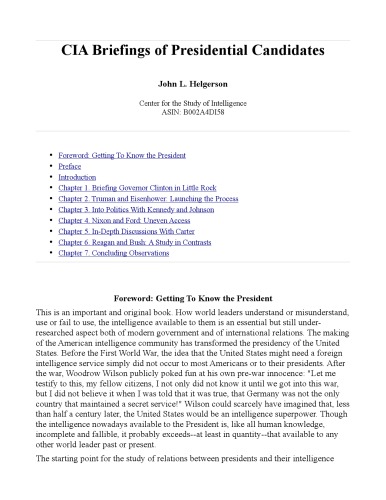 CIA Briefings of Presidential Candidates
John L. Helgerson
Center for the Study of Intelligence
ASIN: B002A4DI58
• Foreword: Getting To Know the President
• Preface
• Introduction
• Chapter 1. Briefing Governor Clinton in Little Rock
• Chapter 2. Truman and Eisenhower: Launching the Process
• Chapter 3. Into Politics With Kennedy and Johnson
• Chapter 4. Nixon and Ford: Uneven Access
• Chapter 5. In-Depth Discussions With Carter
• Chapter 6. Reagan and Bush: A Study in Contrasts
• Chapter 7. Concluding Observations
Foreword: Getting To Know the President
This is an important and original book. How world leaders understand or misunderstand,
use or fail to use, the intelligence available to them is an essential but still under-
researched aspect both of modern government and of international relations. The making
of the American intelligence community has transformed the presidency of the United
States. Before the First World War, the idea that the United States might need a foreign
intelligence service simply did not occur to most Americans or to their presidents. After
the war, Woodrow Wilson publicly poked fun at his own pre-war innocence: "Let me
testify to this, my fellow citizens, I not only did not know it until we got into this war,
but I did not believe it when I was told that it was true, that Germany was not the only
country that maintained a secret service!" Wilson could scarcely have imagined that, less
than half a century later, the United States would be an intelligence superpower. Though
the intelligence nowadays available to the President is, like all human knowledge,
incomplete and fallible, it probably exceeds--at least in quantity--that available to any
other world leader past or present.
The starting point for the study of relations between presidents and their intelligence